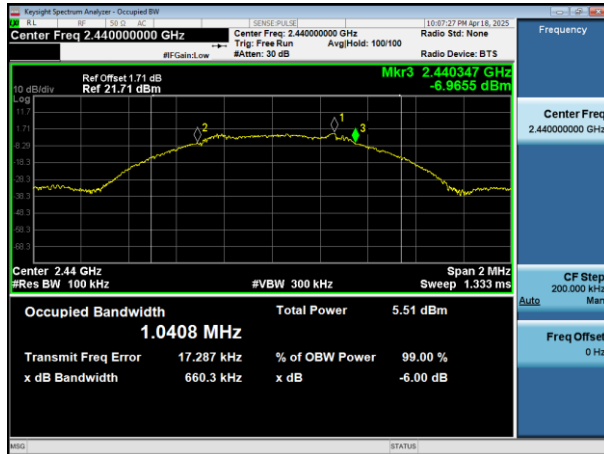 Keysight Spectrum Analyzer - Occupied BW
RL RF 50 Ω AC SENSE:PULSE 10:07:27 PM Apr 18, 2025
Center Freq 2.440000000 GHz Center Freq: 2.440000000 GHz Radio Std: None Frequency
Trig: Free Run Avg|Hold: 100/100
#IFGain:Low #Atten: 30 dB Radio Device: BTS
Ref Offset 1.71 dB Mkr3 2.440347 GHz
10 dB/div Ref 21.71 dBm -6.9655 dBm
Log
11.7
1.71
-8.29
-18.3
-28.3
-38.3
-48.3
-58.3
-68.3
1
2
3
Center Freq
2.440000000 GHz
Center 2.44 GHz Span 2 MHz
#Res BW 100 kHz #VBW 300 kHz Sweep 1.333 ms
CF Step
200.000 kHz
Auto Man
Occupied Bandwidth Total Power 5.51 dBm
1.0408 MHz
Freq Offset
0 Hz
Transmit Freq Error 17.287 kHz % of OBW Power 99.00 %
x dB Bandwidth 660.3 kHz x dB -6.00 dB
MSG STATUS